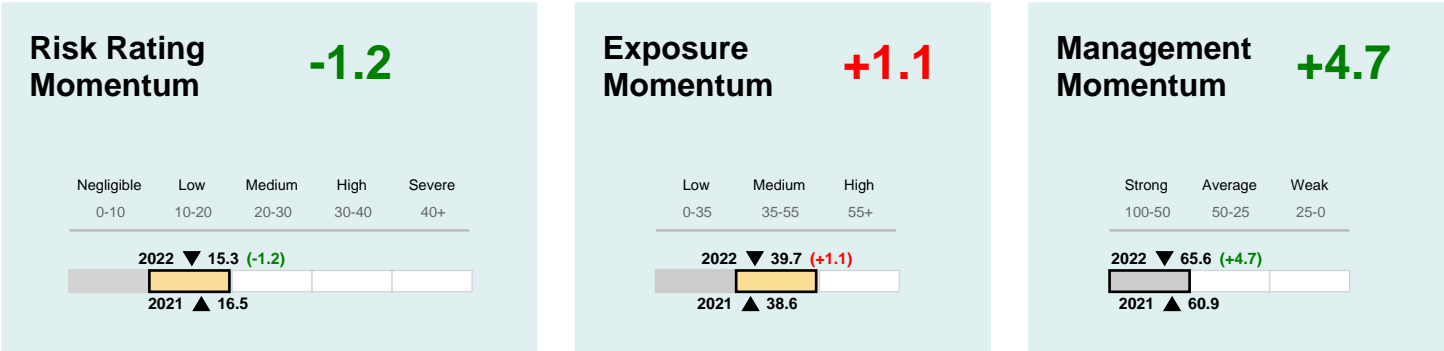 Risk Rating
Momentum
-1.2
Negligible Low Medium High Severe
0-10 10-20 20-30 30-40 40+
2022 ▼ 15.3 (-1.2)
2021 ▲ 16.5
Exposure
Momentum
+1.1
Low Medium High
0-35 35-55 55+
2022 ▼ 39.7 (+1.1)
2021 ▲ 38.6
Management
Momentum
+4.7
Strong Average Weak
100-50 50-25 25-0
2022 ▼ 65.6 (+4.7)
2021 ▲ 60.9